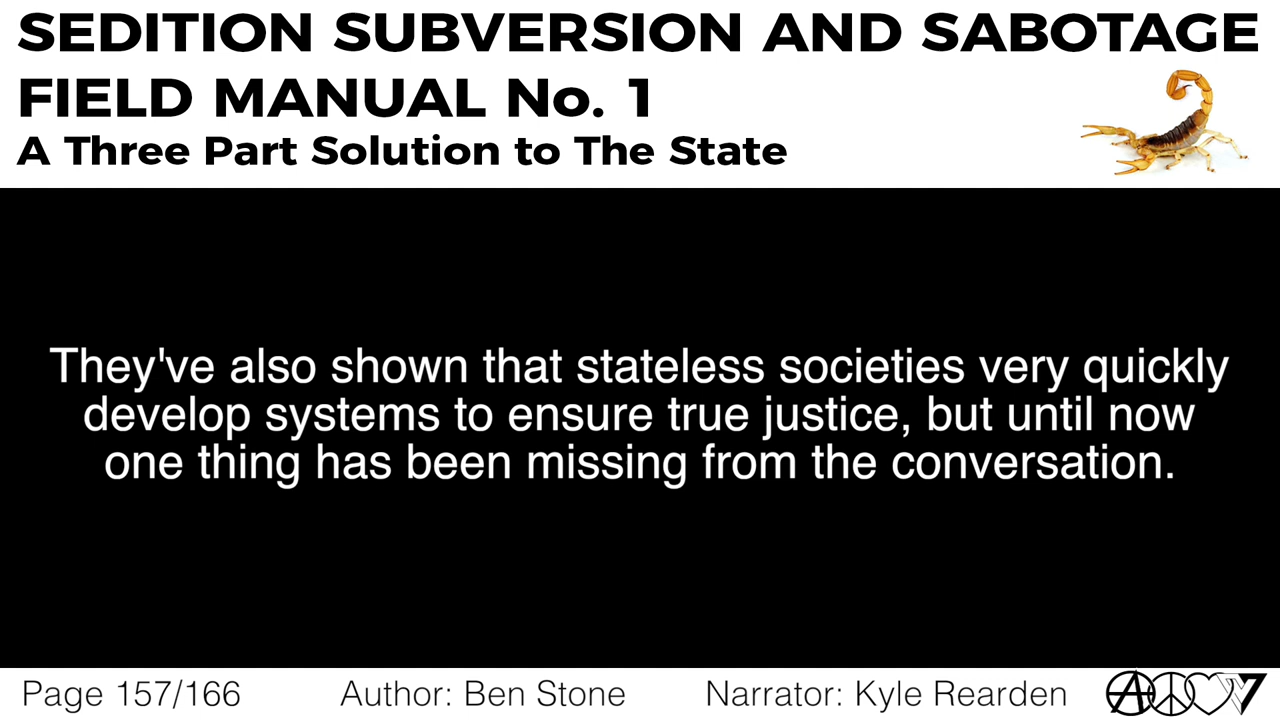 SEDITION SUBVERSION AND SABOTAGE
FIELD MANUAL No. 1
A Three Part Solution to The State
They've also shown that stateless societies very quickly
develop systems to ensure true justice, but until now
one thing has been missing from the conversation.
Page 157/166 Author: Ben Stone Narrator: Kyle Rearden